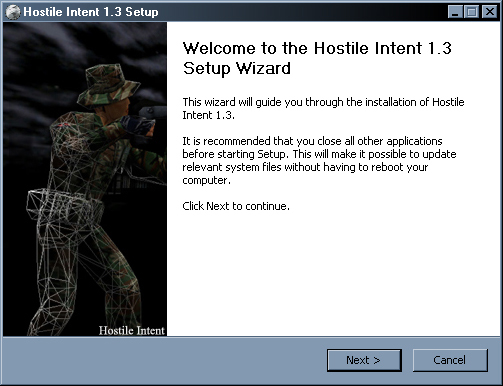 Hostile Intent 1.3 Setup
Welcome to the Hostile Intent 1.3
Setup Wizard
This wizard will guide you through the installation of Hostile
Intent 1.3.
It is recommended that you close all other applications
before starting Setup. This will make it possible to update
relevant system files without having to reboot your
computer.
Click Next to continue.
Hostile Intent
Next >
Cancel